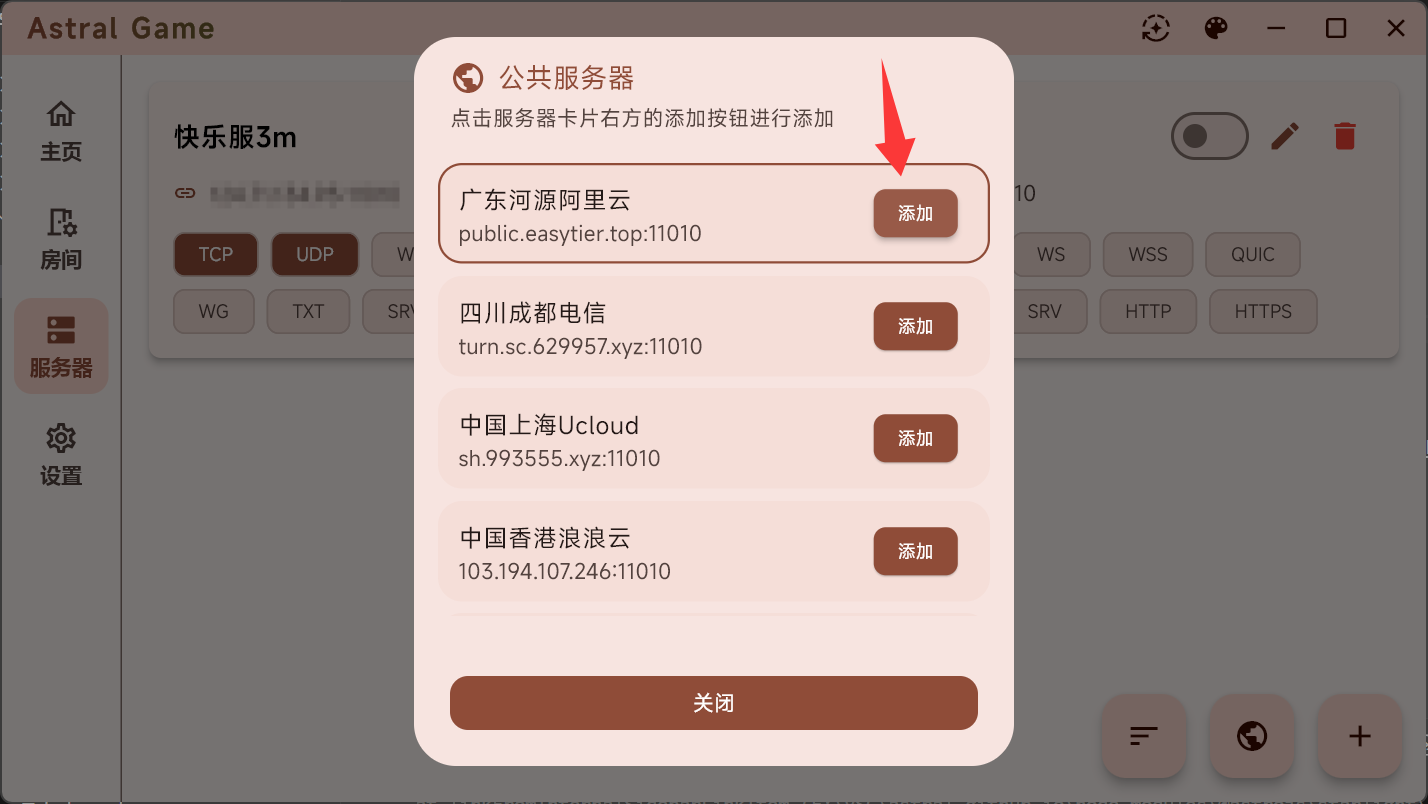 Astral Game
主页
房间
服务器
设置
快乐服3m
TCP
UDP
WG
TXT
10
WS
WSS
QUIC
SRV
HTTP
HTTPS
公共服务器
点击服务器卡片右方的添加按钮进行添加
广东河源阿里云
public.easytier.top:11010
添加
四川成都电信
turn.sc.629957.xyz:11010
添加
中国上海Ucloud
sh.993555.xyz:11010
添加
中国香港浪浪云
103.194.107.246:11010
添加
关闭